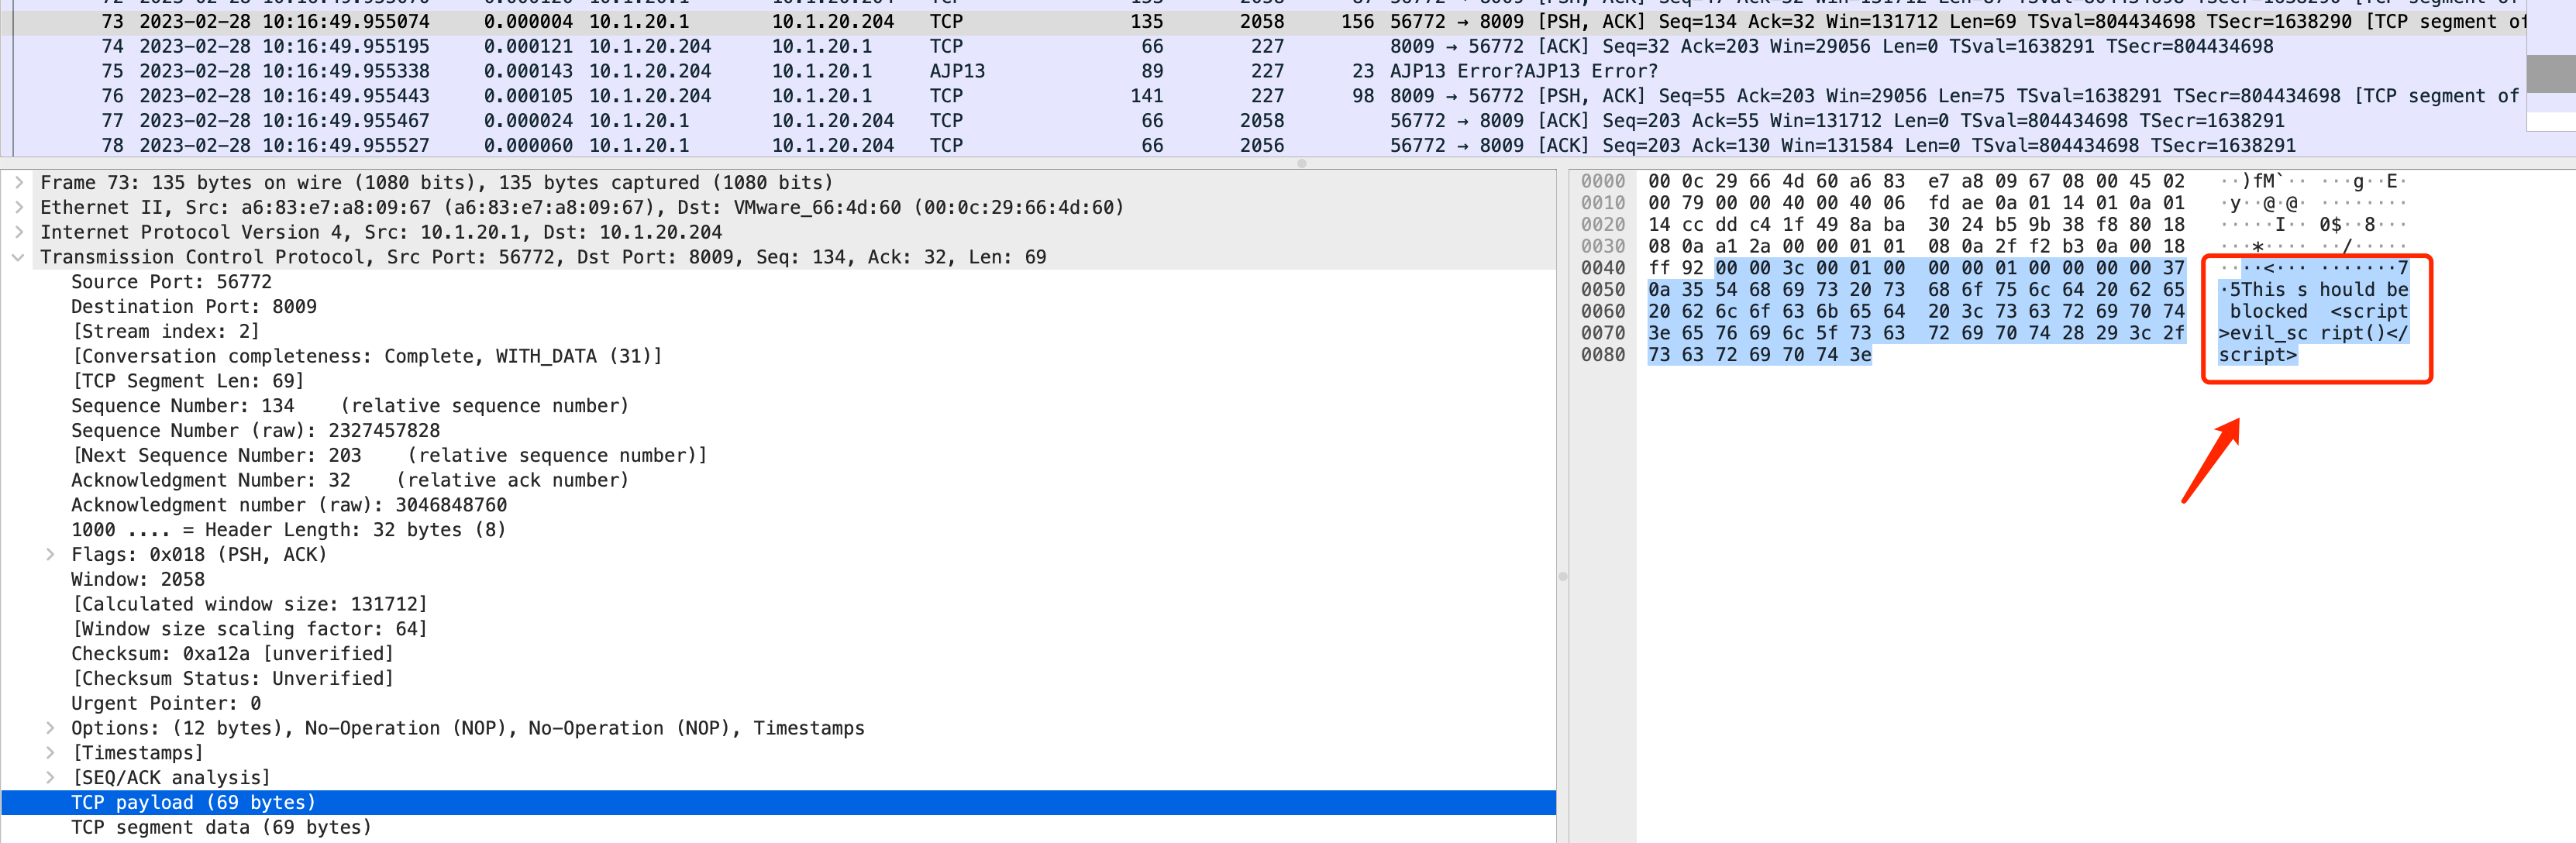 73 2023-02-28 10:16:49.955074 0.000004 10.1.20.1 10.1.20.204 TCP 135 2058 156 56772 → 8009 [PSH, ACK] Seq=134 Ack=32 Win=131712 Len=69 TSval=804434698 TSecr=1638290 [TCP segment of
74 2023-02-28 10:16:49.955195 0.000121 10.1.20.204 10.1.20.1 TCP 66 227 8009 → 56772 [ACK] Seq=32 Ack=203 Win=29056 Len=0 TSval=1638291 TSecr=804434698
75 2023-02-28 10:16:49.955338 0.000143 10.1.20.204 10.1.20.1 AJP13 89 227 23 AJP13 Error?AJP13 Error?
76 2023-02-28 10:16:49.955443 0.000105 10.1.20.204 10.1.20.1 TCP 141 227 98 8009 → 56772 [PSH, ACK] Seq=55 Ack=203 Win=29056 Len=75 TSval=1638291 TSecr=804434698 [TCP segment of
77 2023-02-28 10:16:49.955467 0.000024 10.1.20.1 10.1.20.204 TCP 66 2058 56772 → 8009 [ACK] Seq=203 Ack=55 Win=131712 Len=0 TSval=804434698 TSecr=1638291
78 2023-02-28 10:16:49.955527 0.000060 10.1.20.1 10.1.20.204 TCP 66 2056 56772 → 8009 [ACK] Seq=203 Ack=130 Win=131584 Len=0 TSval=804434698 TSecr=1638291
Frame 73: 135 bytes on wire (1080 bits), 135 bytes captured (1080 bits)
Ethernet II, Src: a6:83:e7:a8:09:67 (a6:83:e7:a8:09:67), Dst: VMware_66:4d:60 (00:0c:29:66:4d:60)
Internet Protocol Version 4, Src: 10.1.20.1, Dst: 10.1.20.204
Transmission Control Protocol, Src Port: 56772, Dst Port: 8009, Seq: 134, Ack: 32, Len: 69
Source Port: 56772
Destination Port: 8009
[Stream index: 2]
[Conversation completeness: Complete, WITH_DATA (31)]
[TCP Segment Len: 69]
Sequence Number: 134 (relative sequence number)
Sequence Number (raw): 2327457828
[Next Sequence Number: 203 (relative sequence number)]
Acknowledgment Number: 32 (relative ack number)
Acknowledgment number (raw): 3046848760
1000 .... = Header Length: 32 bytes (8)
Flags: 0x018 (PSH, ACK)
Window: 2058
[Calculated window size: 131712]
[Window size scaling factor: 64]
Checksum: 0xa12a [unverified]
[Checksum Status: Unverified]
Urgent Pointer: 0
Options: (12 bytes), No-Operation (NOP), No-Operation (NOP), Timestamps
[Timestamps]
[SEQ/ACK analysis]
TCP payload (69 bytes)
TCP segment data (69 bytes)
0000 00 0c 29 66 4d 60 a6 83 e7 a8 09 67 08 00 45 02 ··)fM`·· ···g··E·
0010 00 79 00 00 40 00 40 06 fd ae 0a 01 14 01 0a 01 ·y··@·@· ········
0020 14 cc dd c4 1f 49 8a ba 30 24 b5 9b 38 f8 80 18 ·····I·· 0$··8···
0030 08 0a a1 2a 00 00 01 01 08 0a 2f f2 b3 0a 00 18 ···*···· ··/·····
0040 ff 92 00 00 3c 00 01 00 00 00 01 00 00 00 00 37 ····<··· ·······7
0050 0a 35 54 68 69 73 20 73 68 6f 75 6c 64 20 62 65 ·5This s hould be
0060 20 62 6c 6f 63 6b 65 64 20 3c 73 63 72 69 70 74 blocked <script
0070 3e 65 76 69 6c 5f 73 63 72 69 70 74 28 29 3c 2f >evil_sc ript()</
0080 73 63 72 69 70 74 3e script>